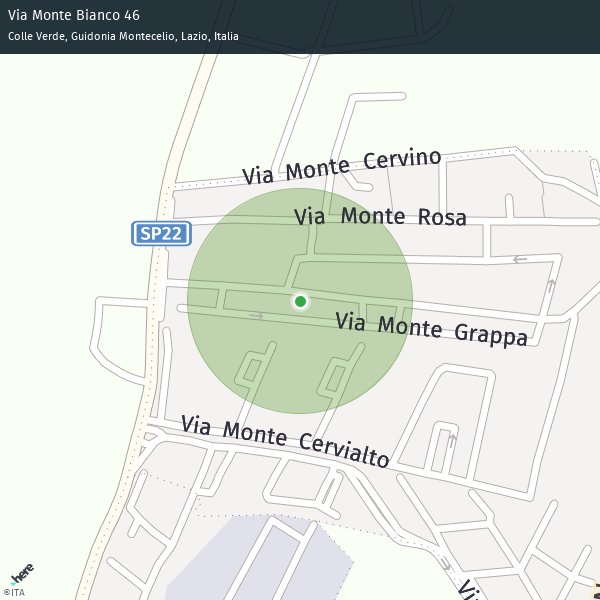 Via Monte Bianco 46
Colle Verde, Guidonia Montecelio, Lazio, Italia
Via Monte Cervino
Via Monte Rosa
SP22
Via Monte Grappa
Via Monte Cervialto
Vi
here
©ITA